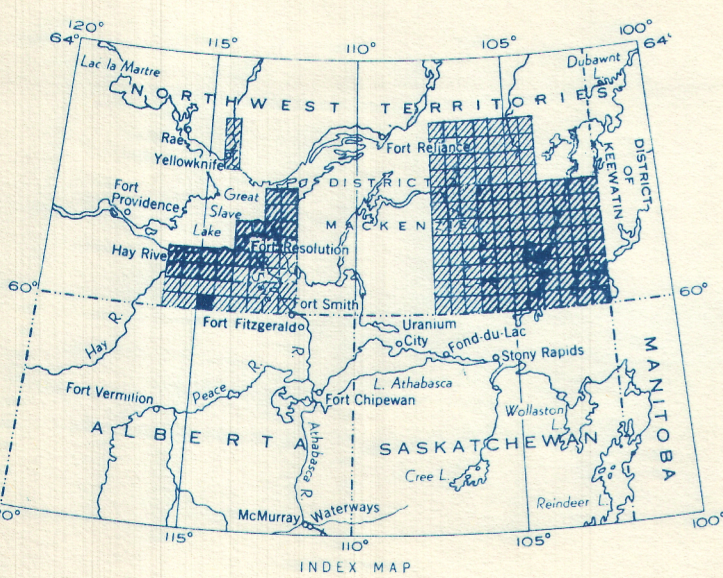 120°
115°
110°
105°
100°
64°
64°
Lac la Martre
Dubawnt
L.
NORTHWEST TERRITORIES
Rae
Fort Reliance
Yellowknife
DISTRICT
OF
KEEWATIN
Fort
Providence
Great
Slave
Lake
DISTRICT
MACKENZIE
Hay River
Fort Resolution
60°
60°
Fort Smith
Fort Fitzgerald
Uranium
City
Fond-du-Lac
Stony Rapids
Hay R.
R.
Peace R.
L. Athabasca
Fort Vermilion
Fort Chipewan
Wollaston
L.
MANITOBA
ALBERTA
Athabasca R.
SASKATCHEWAN
Cree L.
Reindeer L.
McMurray
Waterways
20°
115°
110°
105°
100°
INDEX MAP